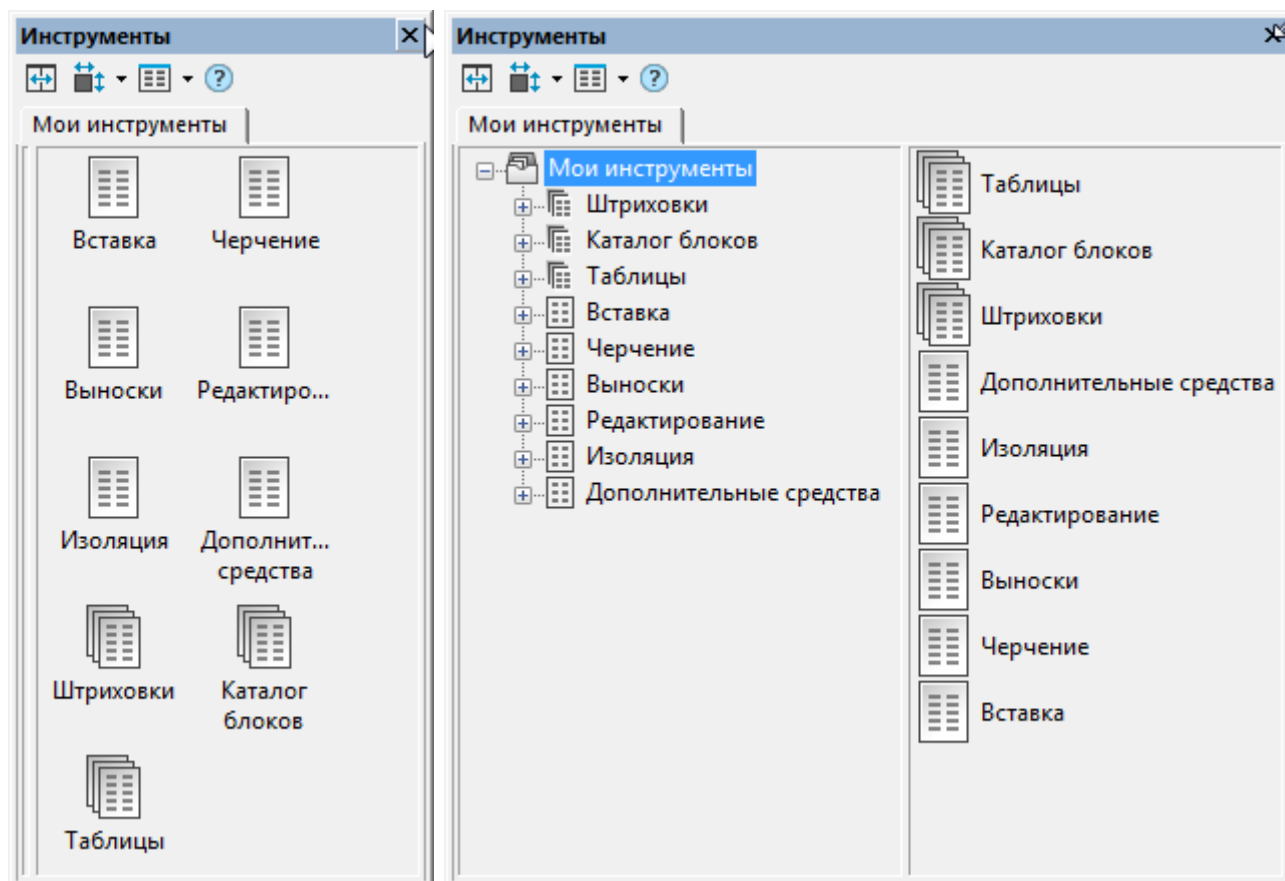 Инструменты
Мои инструменты
Вставка
Черчение
Выноски
Редактиро...
Изоляция
Дополнит...
средства
Штриховки
Каталог
блоков
Таблицы
Инструменты
Мои инструменты
Мои инструменты
Штриховки
Каталог блоков
Таблицы
Вставка
Черчение
Выноски
Редактирование
Изоляция
Дополнительные средства
Таблицы
Каталог блоков
Штриховки
Дополнительные средства
Изоляция
Редактирование
Выноски
Черчение
Вставка